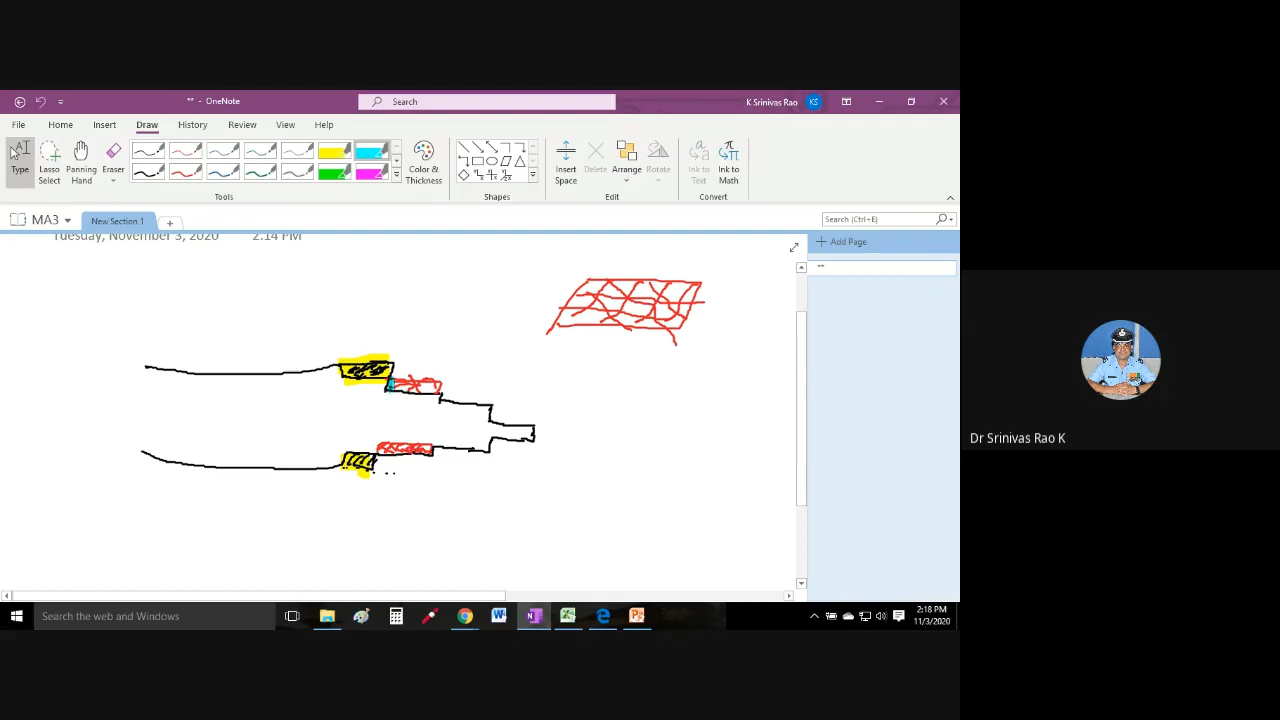 ** - OneNote
Search
K Srinivas Rao
KS
File Home Insert Draw History Review View Help
Type
Lasso Select
Panning Hand
Eraser
Color & Thickness
Insert Space
Delete
Arrange
Rotate
Ink to Text
Ink to Math
Tools
Shapes
Edit
Convert
MA3
New Section 1
Search (Ctrl+E)
Tuesday, November 3, 2020 2:14 PM
Add Page
**
Dr Srinivas Rao K
Search the web and Windows
2:18 PM
11/3/2020